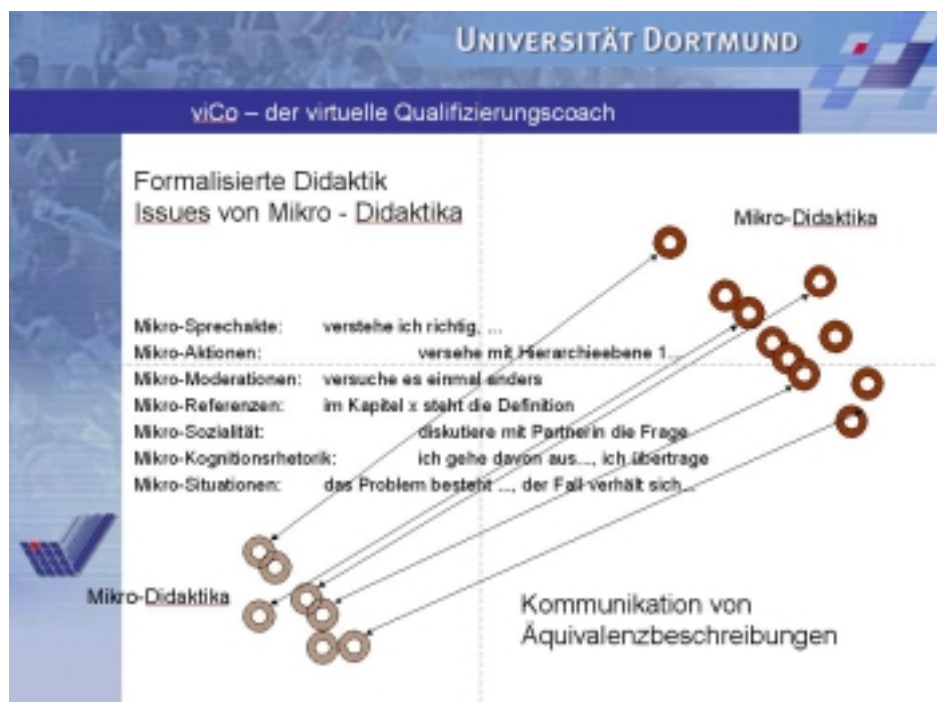 UNIVERSITÄT DORTMUND
viCo – der virtuelle Qualifizierungscoach
Formalisierte Didaktik
Issues von Mikro - Didaktika
Mikro-Didaktika
Mikro-Sprechakte: verstehe ich richtig, ...
Mikro-Aktionen: versehe mit Hierarchieebene 1...
Mikro-Moderationen: versuche es einmal anders
Mikro-Referenzen: im Kapitel x steht die Definition
Mikro-Sozialität: diskutiere mit Partnerin die Frage
Mikro-Kognitionsrhetorik: ich gehe davon aus..., ich übertrage
Mikro-Situationen: das Problem besteht ..., der Fall verhält sich...
Mikro-Didaktika
Kommunikation von
Äquivalenzbeschreibungen